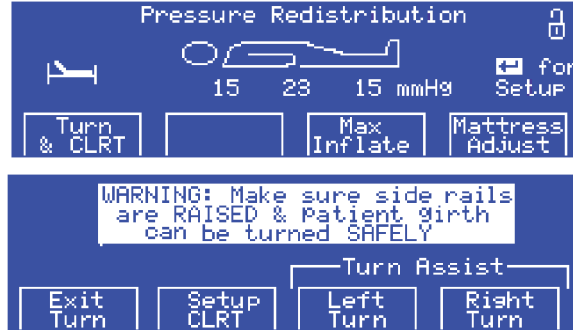 Pressure Redistribution
for
15 23 15 mmHg Setup
Turn Max Mattress
& CLRT Inflate Adjust
WARNING: Make sure side rails
are RAISED & Patient girth
can be turned SAFELY
Turn Assist
Exit Setup Left Right
Turn CLRT Turn Turn